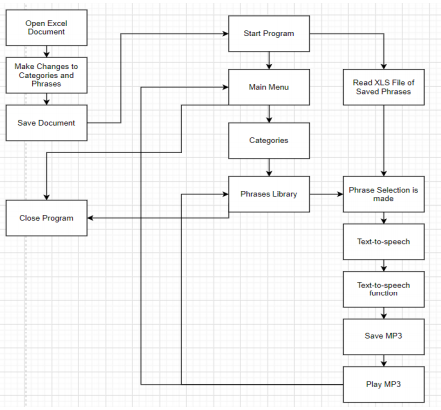 Open Excel
Document
Make Changes to
Categories and
Phrases
Save Document
Close Program
Start Program
Main Menu
Categories
Phrases Library
Read XLS File of
Saved Phrases
Phrase Selection is
made
Text-to-speech
Text-to-speech
function
Save MP3
Play MP3